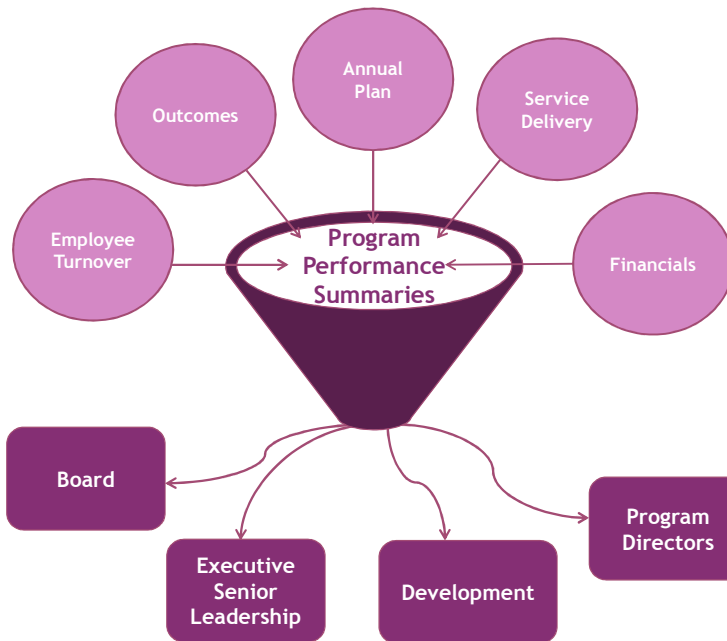 Annual
Plan
Outcomes
Service
Delivery
Employee
Turnover
Program
Performance
Summaries
Financials
Board
Program
Directors
Executive
Senior
Leadership
Development